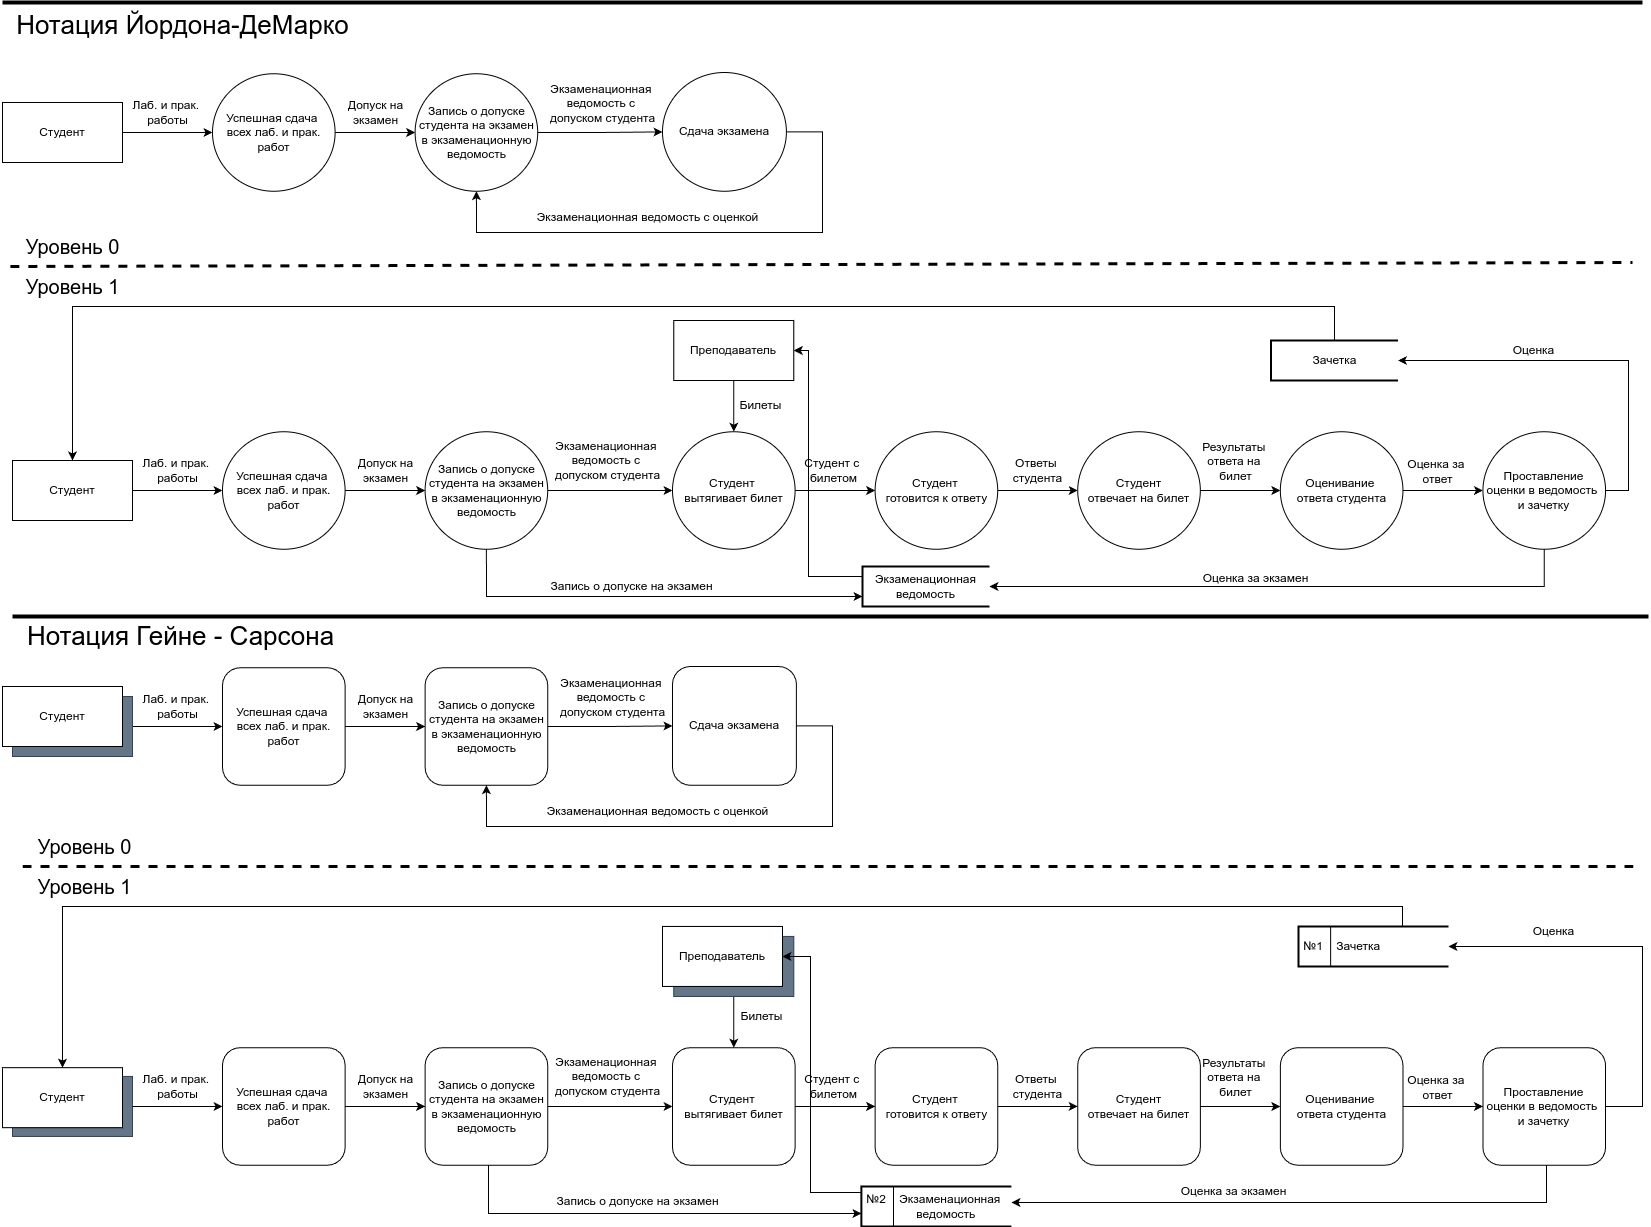 Нотация Йордона-ДеМарко
Студент
Лаб. и прак.
работы
Успешная сдача
всех лаб. и прак.
работ
Допуск на
экзамен
Запись о допуске
студента на экзамен
в экзаменационную
ведомость
Экзаменационная
ведомость с
допуском студента
Сдача экзамена
Экзаменационная ведомость с оценкой
Уровень 0
Уровень 1
Преподаватель
Билеты
Зачетка
Оценка
Студент
Лаб. и прак.
работы
Успешная сдача
всех лаб. и прак.
работ
Допуск на
экзамен
Запись о допуске
студента на экзамен
в экзаменационную
ведомость
Экзаменационная
ведомость с
допуском студента
Студент
вытягивает билет
Студент с
билетом
Студент
готовится к ответу
Ответы
студента
Студент
отвечает на билет
Результаты
ответа на
билет
Оценивание
ответа студента
Оценка за
ответ
Проставление
оценки в ведомость
и зачетку
Запись о допуске на экзамен
Экзаменационная
ведомость
Оценка за экзамен
Нотация Гейне - Сарсона
Студент
Лаб. и прак.
работы
Успешная сдача
всех лаб. и прак.
работ
Допуск на
экзамен
Запись о допуске
студента на экзамен
в экзаменационную
ведомость
Экзаменационная
ведомость с
допуском студента
Сдача экзамена
Экзаменационная ведомость с оценкой
Уровень 0
Уровень 1
Преподаватель
Билеты
№1
Зачетка
Оценка
Студент
Лаб. и прак.
работы
Успешная сдача
всех лаб. и прак.
работ
Допуск на
экзамен
Запись о допуске
студента на экзамен
в экзаменационную
ведомость
Экзаменационная
ведомость с
допуском студента
Студент
вытягивает билет
Студент с
билетом
Студент
готовится к ответу
Ответы
студента
Студент
отвечает на билет
Результаты
ответа на
билет
Оценивание
ответа студента
Оценка за
ответ
Проставление
оценки в ведомость
и зачетку
Запись о допуске на экзамен
№2
Экзаменационная
ведомость
Оценка за экзамен